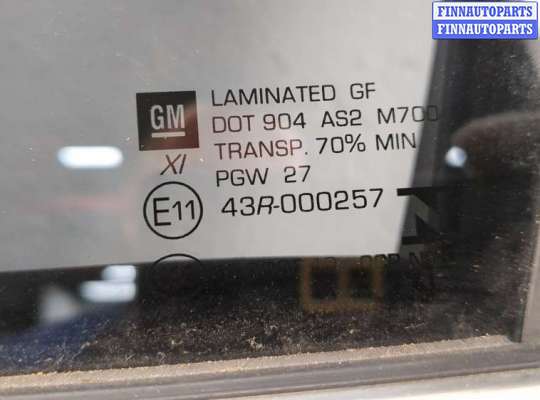 FINNAUTOPARTS
FINNAUTOPARTS
LAMINATED GF
GM
DOT 904 AS2 M700
XI
TRANSP. 70% MIN
PGW 27
E11
43R-000257